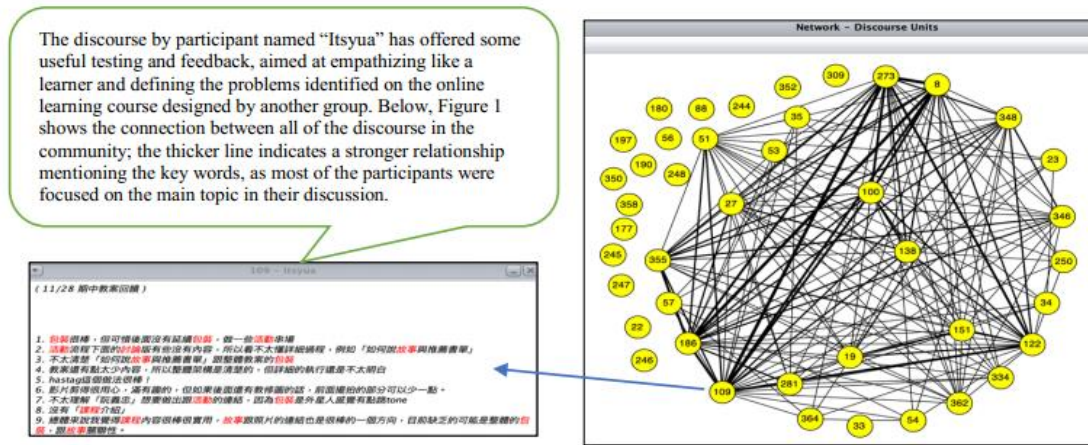 The discourse by participant named “Itsyua” has offered some
useful testing and feedback, aimed at empathizing like a
learner and defining the problems identified on the online
learning course designed by another group. Below, Figure 1
shows the connection between all of the discourse in the
community; the thicker line indicates a stronger relationship
mentioning the key words, as most of the participants were
focused on the main topic in their discussion.
109 – Itsyua
( 11/28 期中教案回饋 )
1. 包裝很棒，但可惜後面沒有延續包裝，做一些活動串場
2. 活動流程下面的討論版有些沒有內容，所以看不太懂詳細過程，例如「如何說故事與推薦書單」
3. 不太清楚「如何說故事與推薦書單」跟整體教案的包裝
4. 教案還有點太少內容，所以整體架構是清楚的，但詳細的執行還是不太明白
5. hastag這個做法很棒！
6. 影片剪得很用心，滿有趣的，但如果後面還有的話，前面擺拍的部分可以少一點。
7. 不太理解想要做出跟活動的連結，因為包裝是外星人感覺有點跑tone
8. 沒有「課程介紹」
9. 總體來說我覺得課程內容很棒很實用，故事跟照片的連結也是很棒的一個方向，目前缺乏的可能是整體的包
裝，跟故事關聯性。
Network – Discourse Units
273
8
309
352
244
88
180
35
348
197
56
51
53
23
190
248
350
100
27
358
346
177
138
245
355
250
247
57
34
22
151
186
122
246
19
334
281
109
362
364
33
54